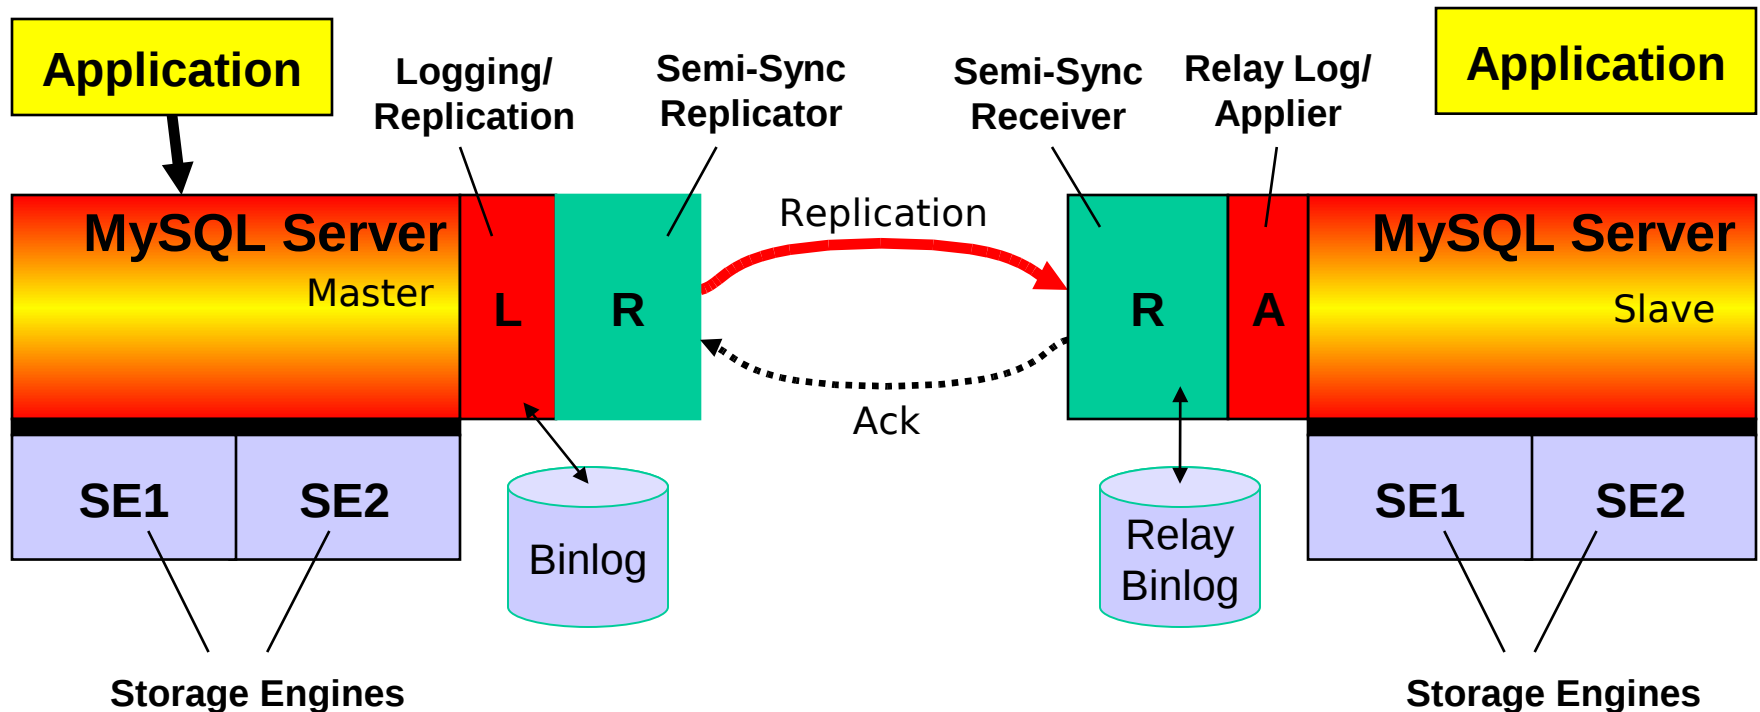 Application
Logging/
Replication
Semi-Sync
Replicator
Semi-Sync
Receiver
Relay Log/
Applier
Application
MySQL Server
Master
L
R
Replication
Ack
R
A
MySQL Server
Slave
SE1
SE2
Binlog
Relay
Binlog
SE1
SE2
Storage Engines
Storage Engines